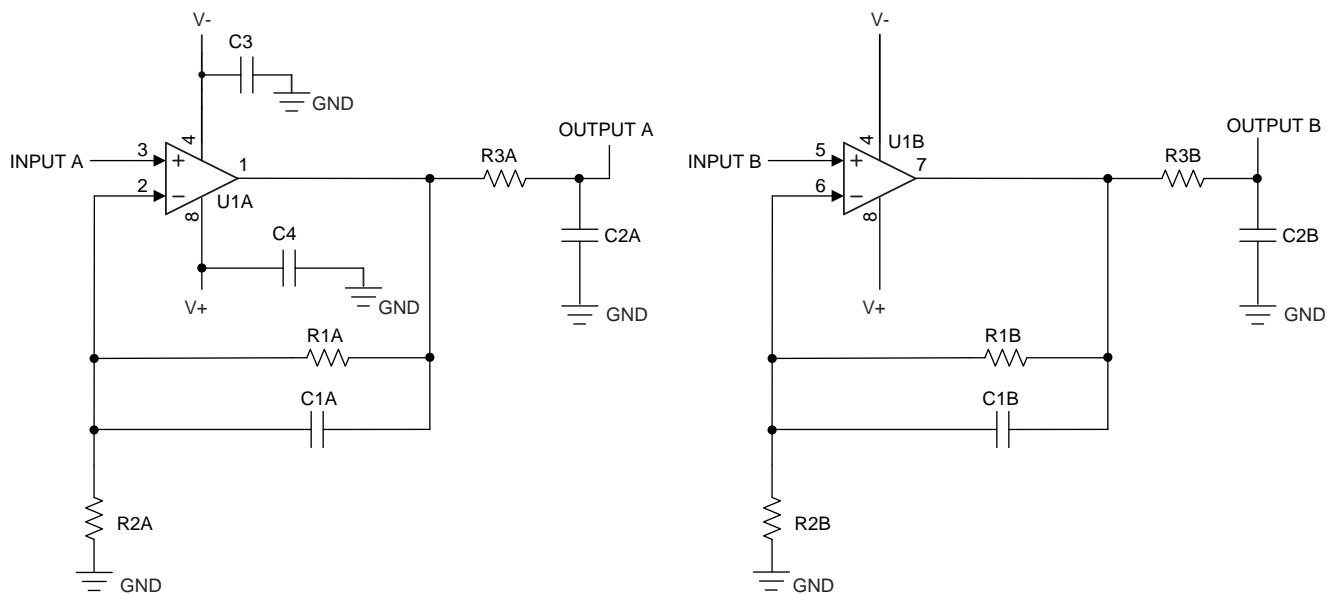 V-
C3
GND
4
INPUT A
3
+
2
−
1
U1A
8
C4
GND
V+
R3A
OUTPUT A
C2A
GND
R1A
C1A
R2A
GND
V-
4
U1B
INPUT B
5
+
6
−
7
8
V+
R3B
OUTPUT B
C2B
GND
R1B
C1B
R2B
GND